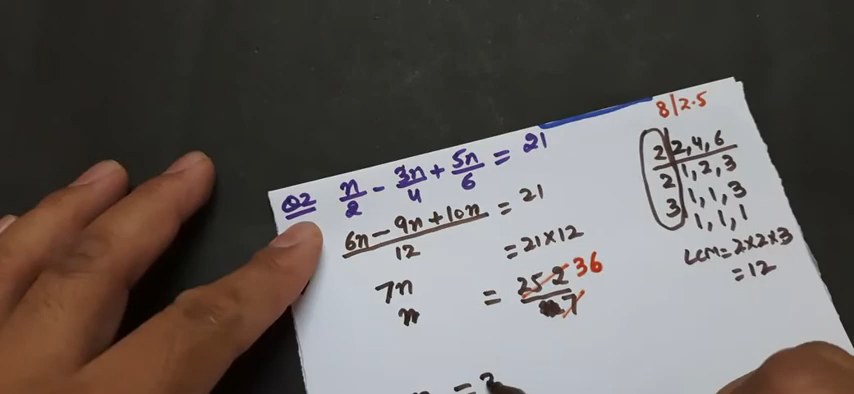 8/2.5
Q2 n/2 - 3n/4 + 5n/6 = 21
(6n - 9n + 10n)/12 = 21
= 21×12
7n
n = 252/7 36
n =
2 | 2, 4, 6
2 | 1, 2, 3
3 | 1, 1, 3
1, 1, 1
LCM = 2×2×3
= 12